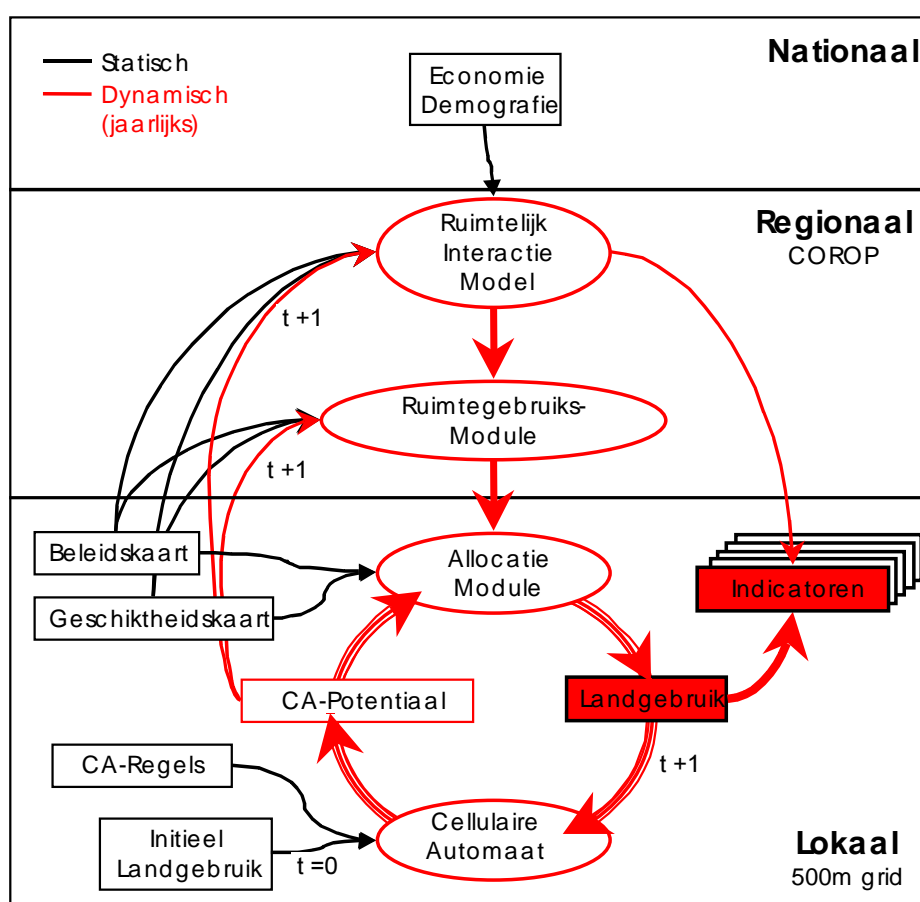 Nationaal
Statisch
Dynamisch
(jaarlijks)
Economie
Demografie
Regionaal
COROP
Ruimtelijk
Interactie
Model
t +1
Ruimtegebruiks-
Module
t +1
Beleidskaart
Geschiktheidskaart
Allocatie
Module
Indicatoren
CA-Potentiaal
Landgebruik
t +1
CA-Regels
Initieel
Landgebruik
t =0
Cellulaire
Automaat
Lokaal
500m grid